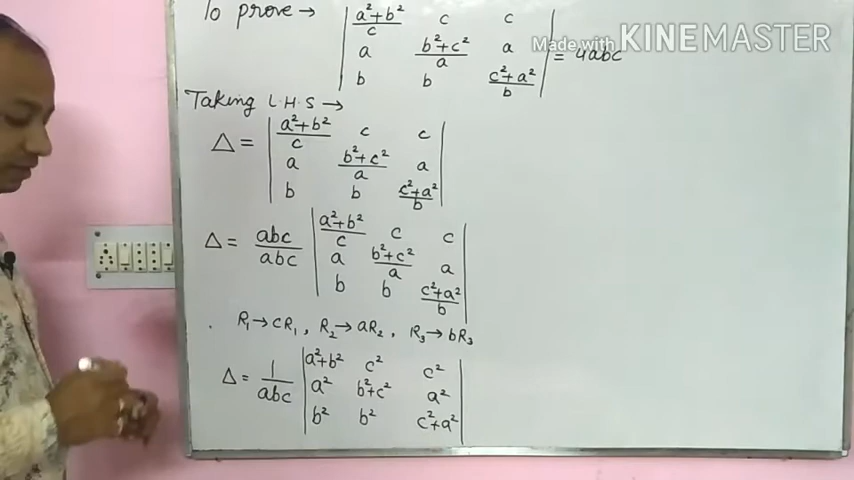 To prove → | (a²+b²)/c c c |
| a (b²+c²)/a a | = 4abc
| b b (c²+a²)/b |
Made with KINEMASTER
Taking L.H.S →
Δ = | (a²+b²)/c c c |
| a (b²+c²)/a a |
| b b (c²+a²)/b |
Δ = abc/abc | (a²+b²)/c c c |
| a (b²+c²)/a a |
| b b (c²+a²)/b |
R₁→cR₁, R₂→aR₂, R₃→bR₃
Δ = 1/abc | a²+b² c² c² |
| a² b²+c² a² |
| b² b² c²+a² |